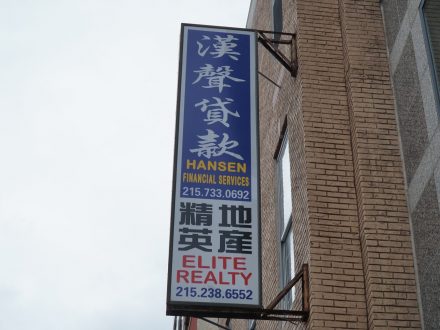 漢聲貸款
HANSEN
FINANCIAL SERVICES
215.733.0692
精英
地產
ELITE
REALTY
215.238.6552